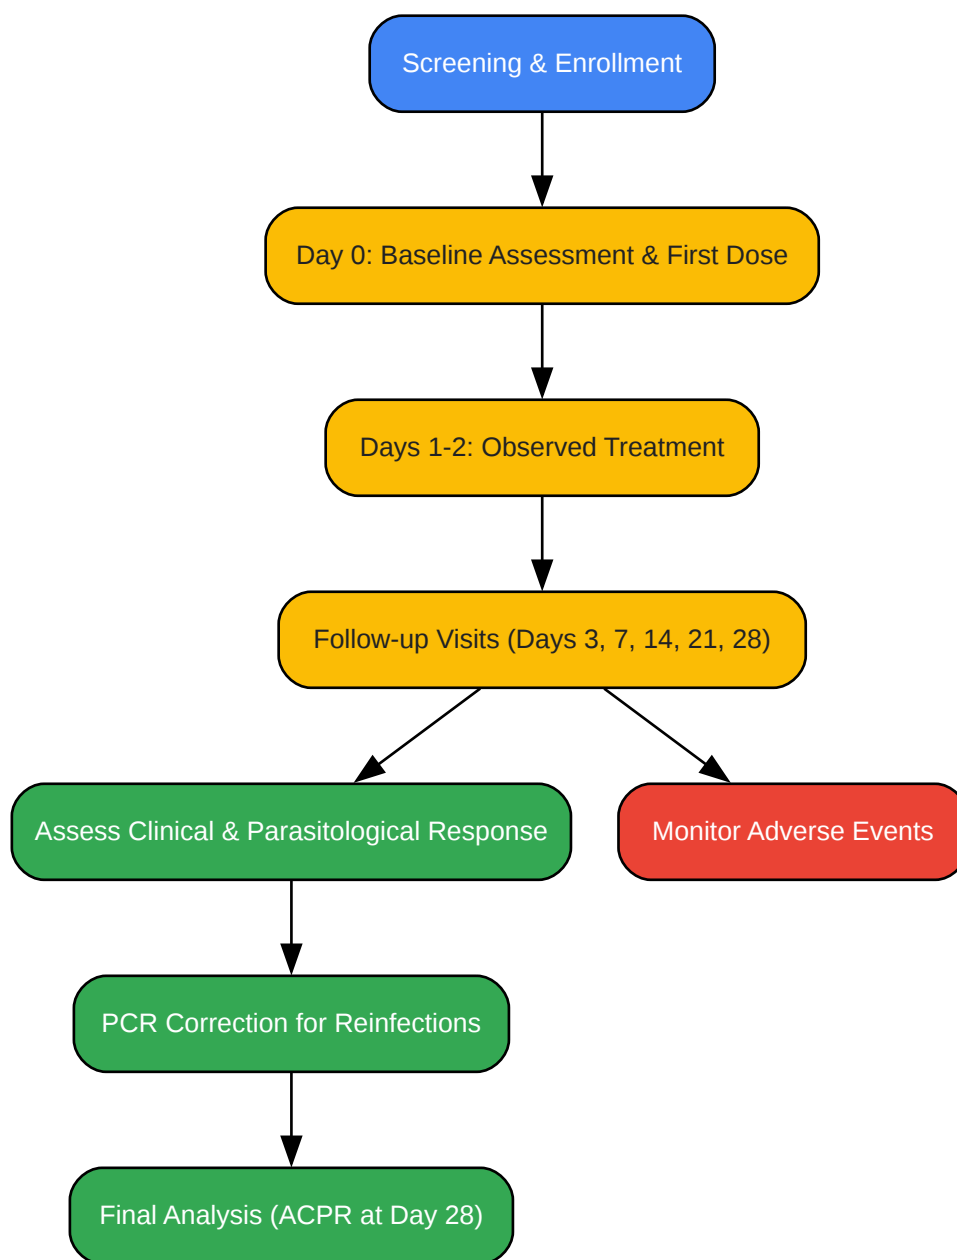 Screening & Enrollment
Day 0: Baseline Assessment & First Dose
Days 1-2: Observed Treatment
Follow-up Visits (Days 3, 7, 14, 21, 28)
Assess Clinical & Parasitological Response
Monitor Adverse Events
PCR Correction for Reinfections
Final Analysis (ACPR at Day 28)